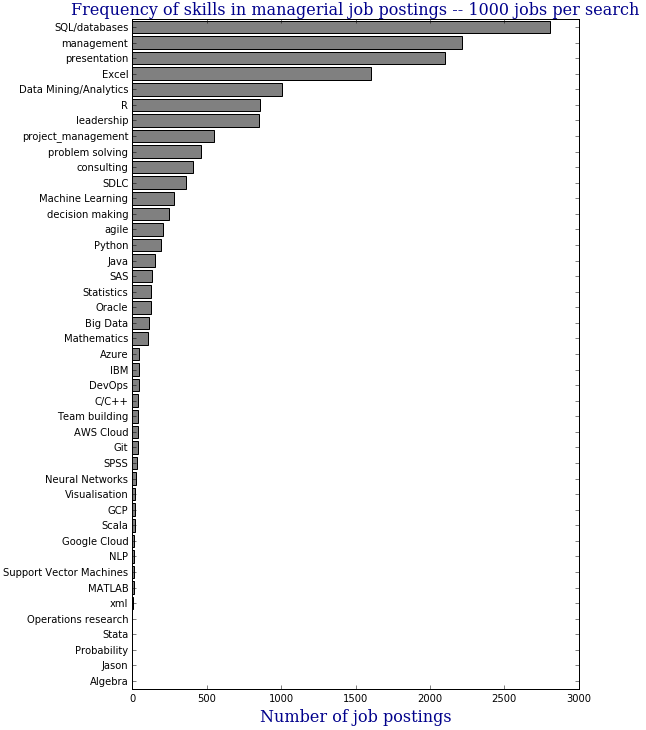 Frequency of skills in managerial job postings -- 1000 jobs per search
SQL/databases
management
presentation
Excel
Data Mining/Analytics
R
leadership
project_management
problem solving
consulting
SDLC
Machine Learning
decision making
agile
Python
Java
SAS
Statistics
Oracle
Big Data
Mathematics
Azure
IBM
DevOps
C/C++
Team building
AWS Cloud
Git
SPSS
Neural Networks
Visualisation
GCP
Scala
Google Cloud
NLP
Support Vector Machines
MATLAB
xml
Operations research
Stata
Probability
Jason
Algebra
0 500 1000 1500 2000 2500 3000
Number of job postings